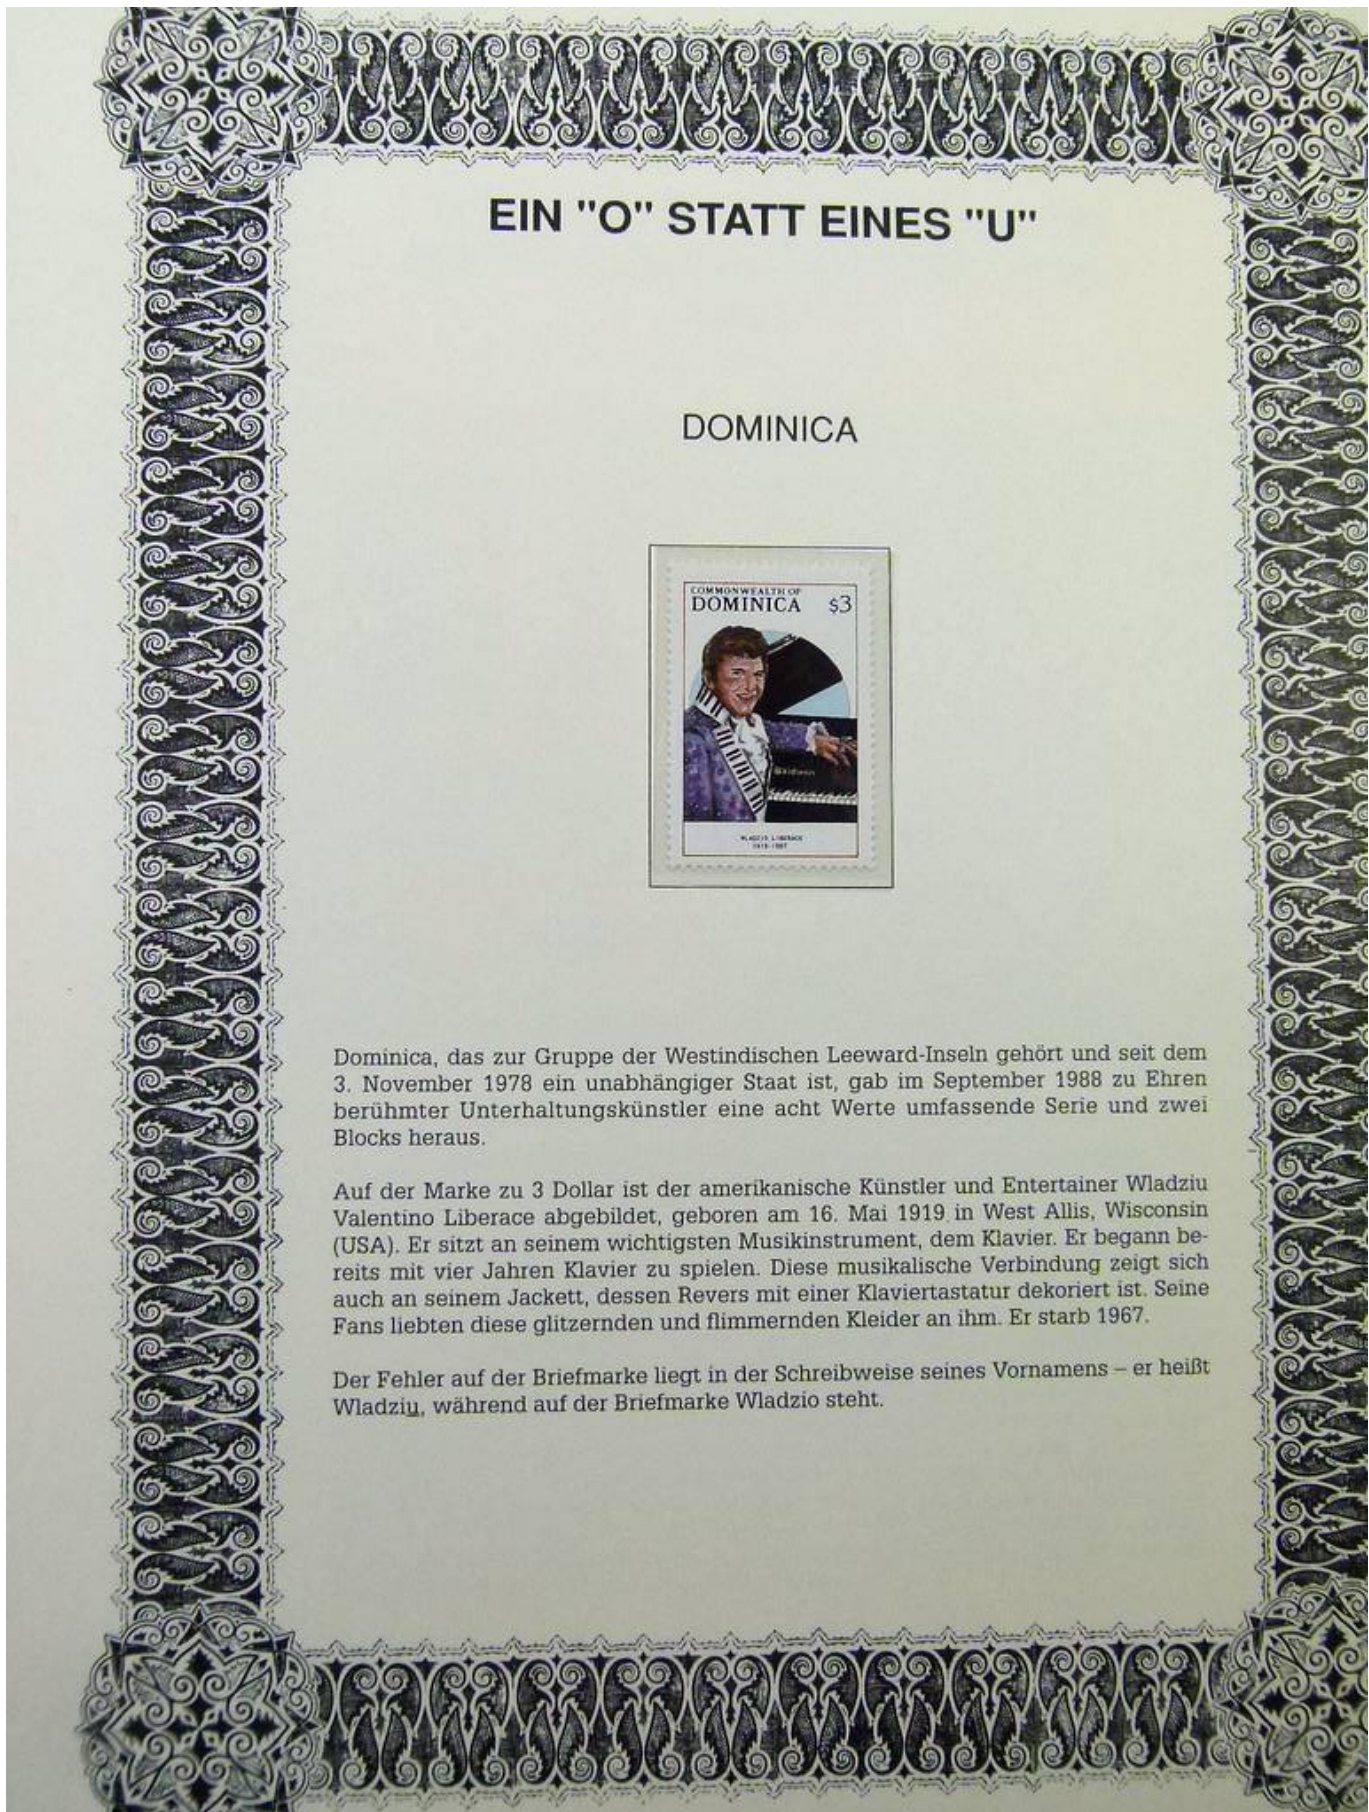 EIN "O" STATT EINES "U"
DOMINICA
COMMONWEALTH OF
DOMINICA $3
Baldwin
WLADZIO LIBERACE
1919-1987
Dominica, das zur Gruppe der Westindischen Leeward-Inseln gehört und seit dem
3. November 1978 ein unabhängiger Staat ist, gab im September 1988 zu Ehren
berühmter Unterhaltungskünstler eine acht Werte umfassende Serie und zwei
Blocks heraus.
Auf der Marke zu 3 Dollar ist der amerikanische Künstler und Entertainer Wladziu
Valentino Liberace abgebildet, geboren am 16. Mai 1919 in West Allis, Wisconsin
(USA). Er sitzt an seinem wichtigsten Musikinstrument, dem Klavier. Er begann be-
reits mit vier Jahren Klavier zu spielen. Diese musikalische Verbindung zeigt sich
auch an seinem Jackett, dessen Revers mit einer Klaviertastatur dekoriert ist. Seine
Fans liebten diese glitzernden und flimmernden Kleider an ihm. Er starb 1967.
Der Fehler auf der Briefmarke liegt in der Schreibweise seines Vornamens – er heißt
Wladziu, während auf der Briefmarke Wladzio steht.